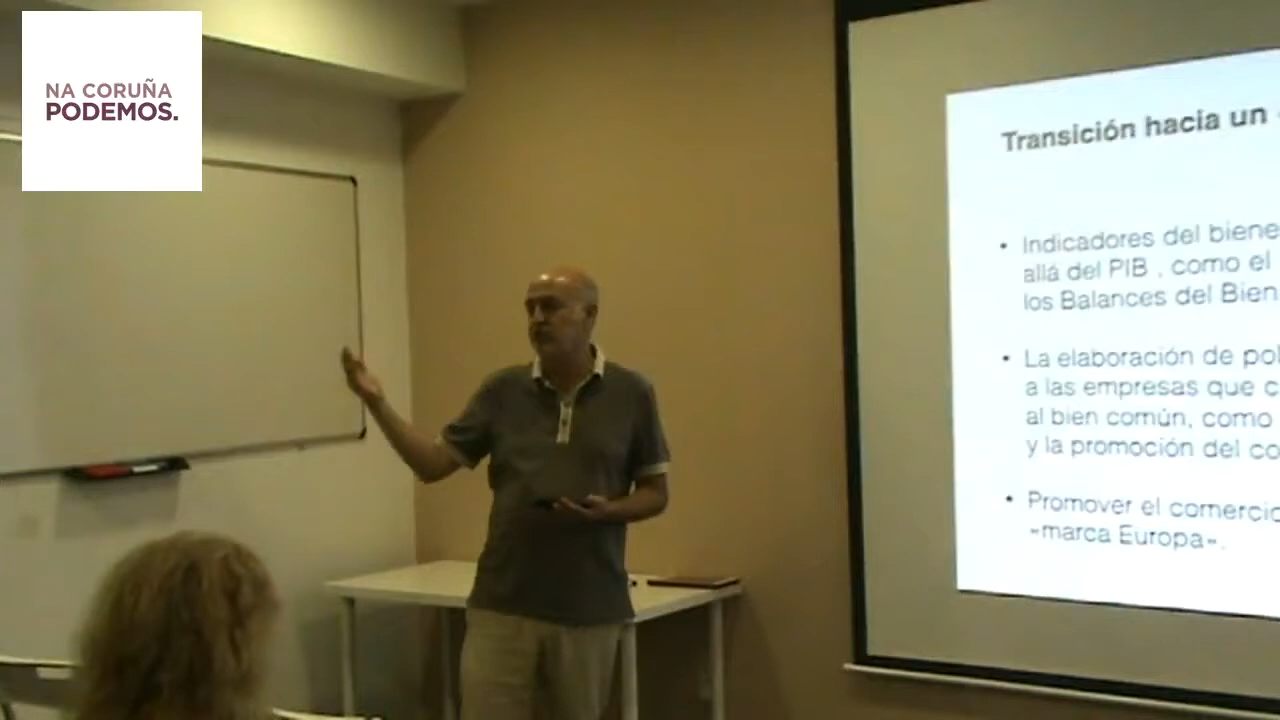 NA CORUÑA
PODEMOS.
Transición hacia un
• Indicadores del biene
allá del PIB , como el
los Balances del Bien
• La elaboración de pol
a las empresas que c
al bien común, como
y la promoción del co
• Promover el comercio
«marca Europa».